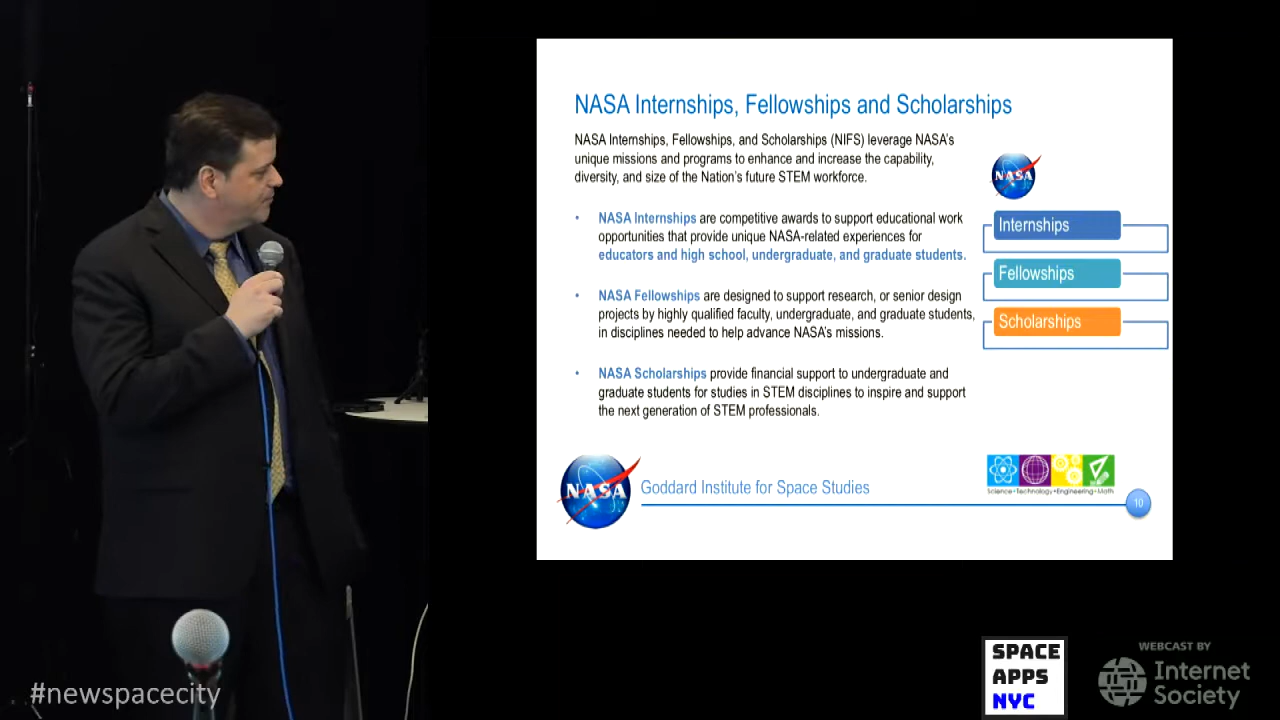 NASA Internships, Fellowships and Scholarships
NASA Internships, Fellowships, and Scholarships (NIFS) leverage NASA's
unique missions and programs to enhance and increase the capability,
diversity, and size of the Nation's future STEM workforce.
• NASA Internships are competitive awards to support educational work
opportunities that provide unique NASA-related experiences for
educators and high school, undergraduate, and graduate students.
• NASA Fellowships are designed to support research, or senior design
projects by highly qualified faculty, undergraduate, and graduate students,
in disciplines needed to help advance NASA's missions.
• NASA Scholarships provide financial support to undergraduate and
graduate students for studies in STEM disciplines to inspire and support
the next generation of STEM professionals.
NASA
Internships
Fellowships
Scholarships
NASA
Goddard Institute for Space Studies
Science•Technology•Engineering•Math
10
#newspacecity
SPACE
APPS
NYC
WEBCAST BY
Internet
Society